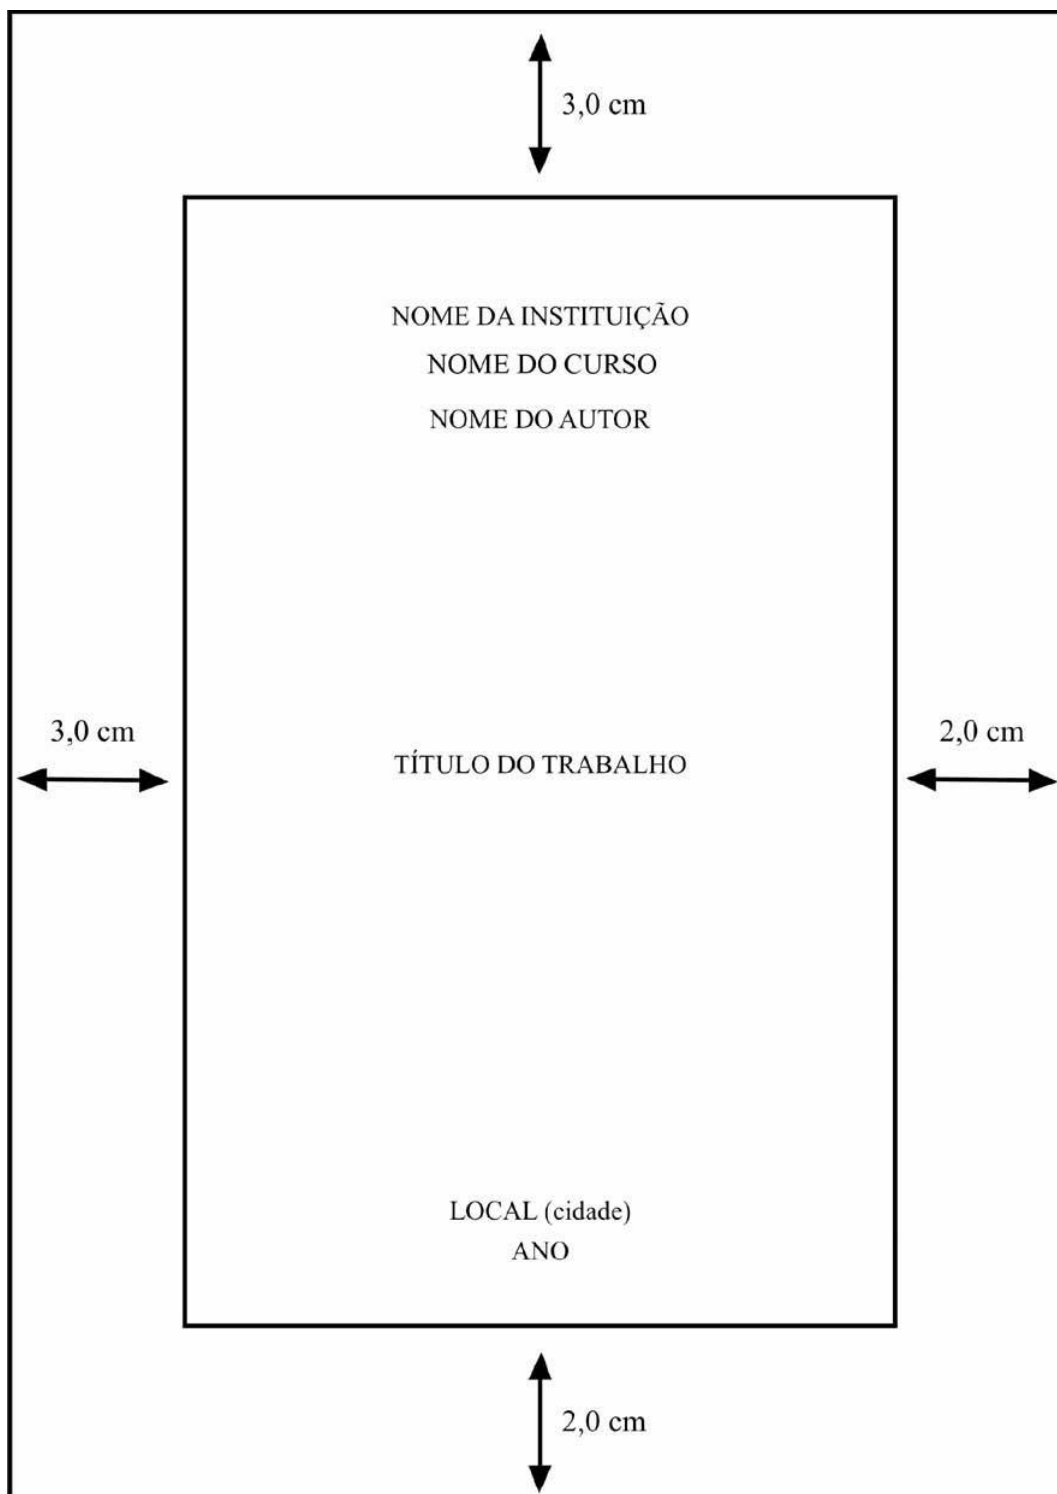 3,0 cm
NOME DA INSTITUIÇÃO
NOME DO CURSO
NOME DO AUTOR
3,0 cm
2,0 cm
TÍTULO DO TRABALHO
LOCAL (cidade)
ANO
2,0 cm